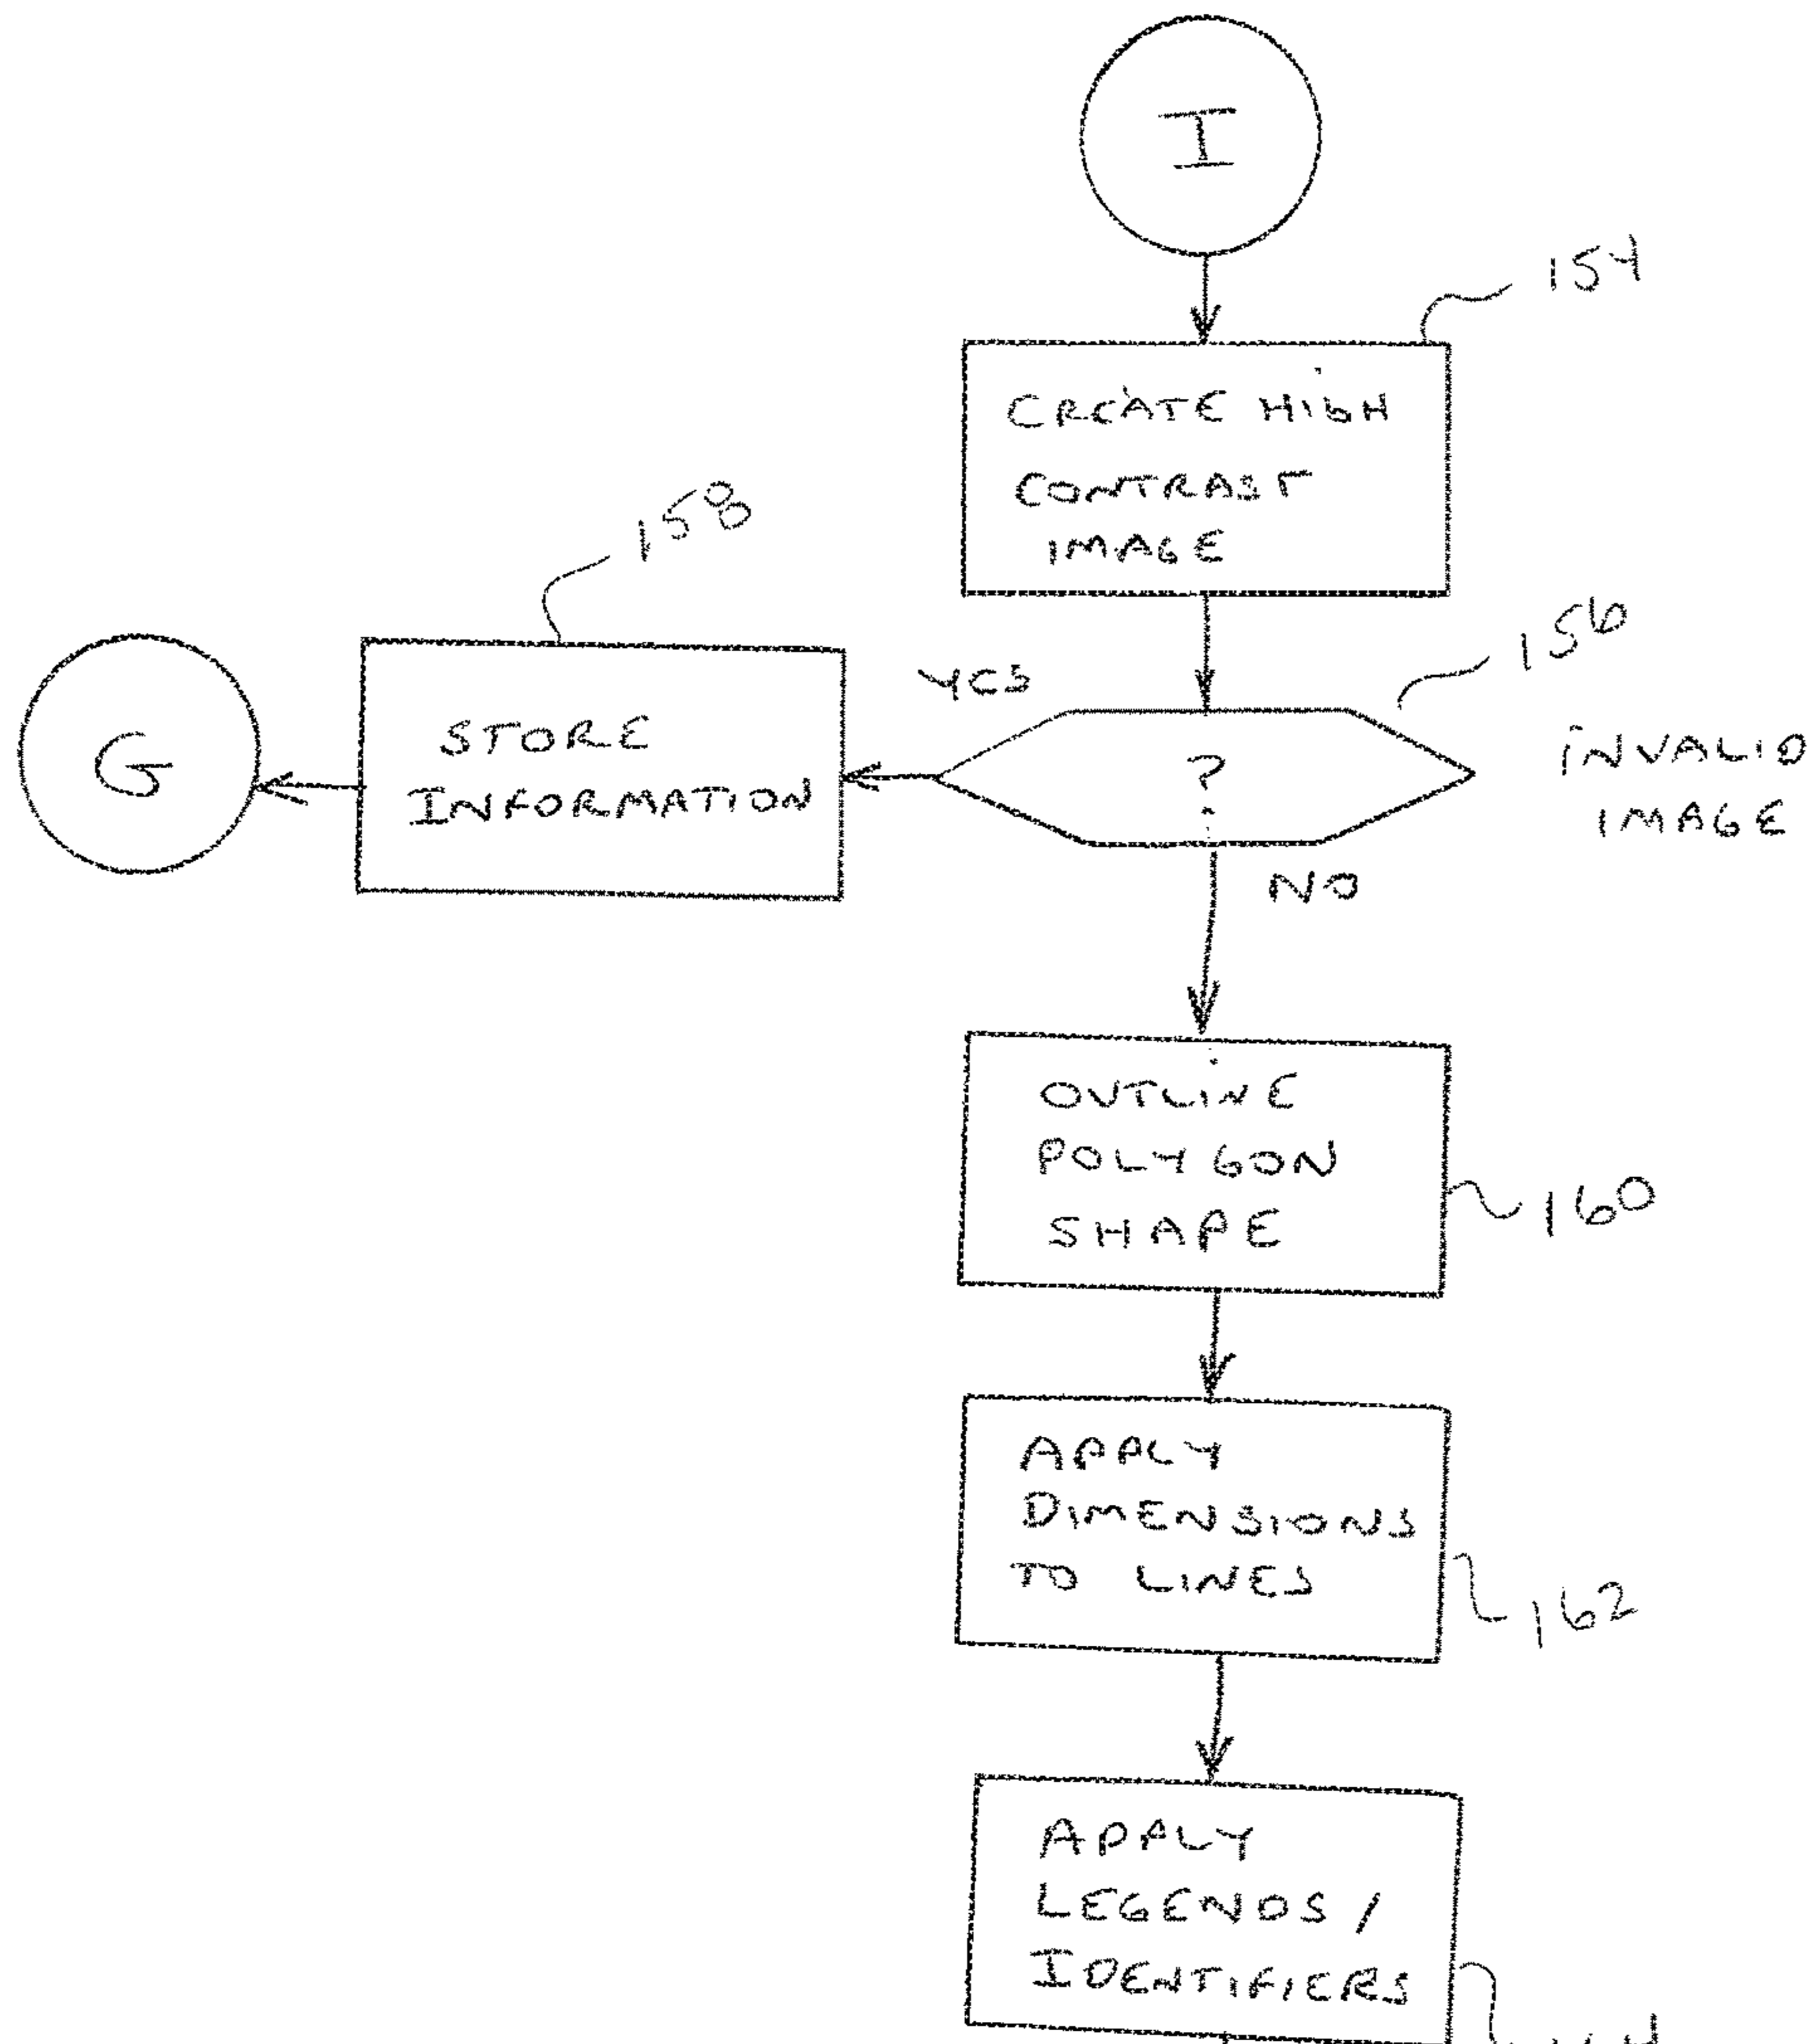 I
154
CREATE HIGH
CONTRAST
IMAGE
158
156
YES
?
INVALID
IMAGE
G
STORE
INFORMATION
NO
OUTLINE
POLYGON
SHAPE
160
APPLY
DIMENSIONS
TO LINES
162
APPLY
LEGENDS /
IDENTIFIERS